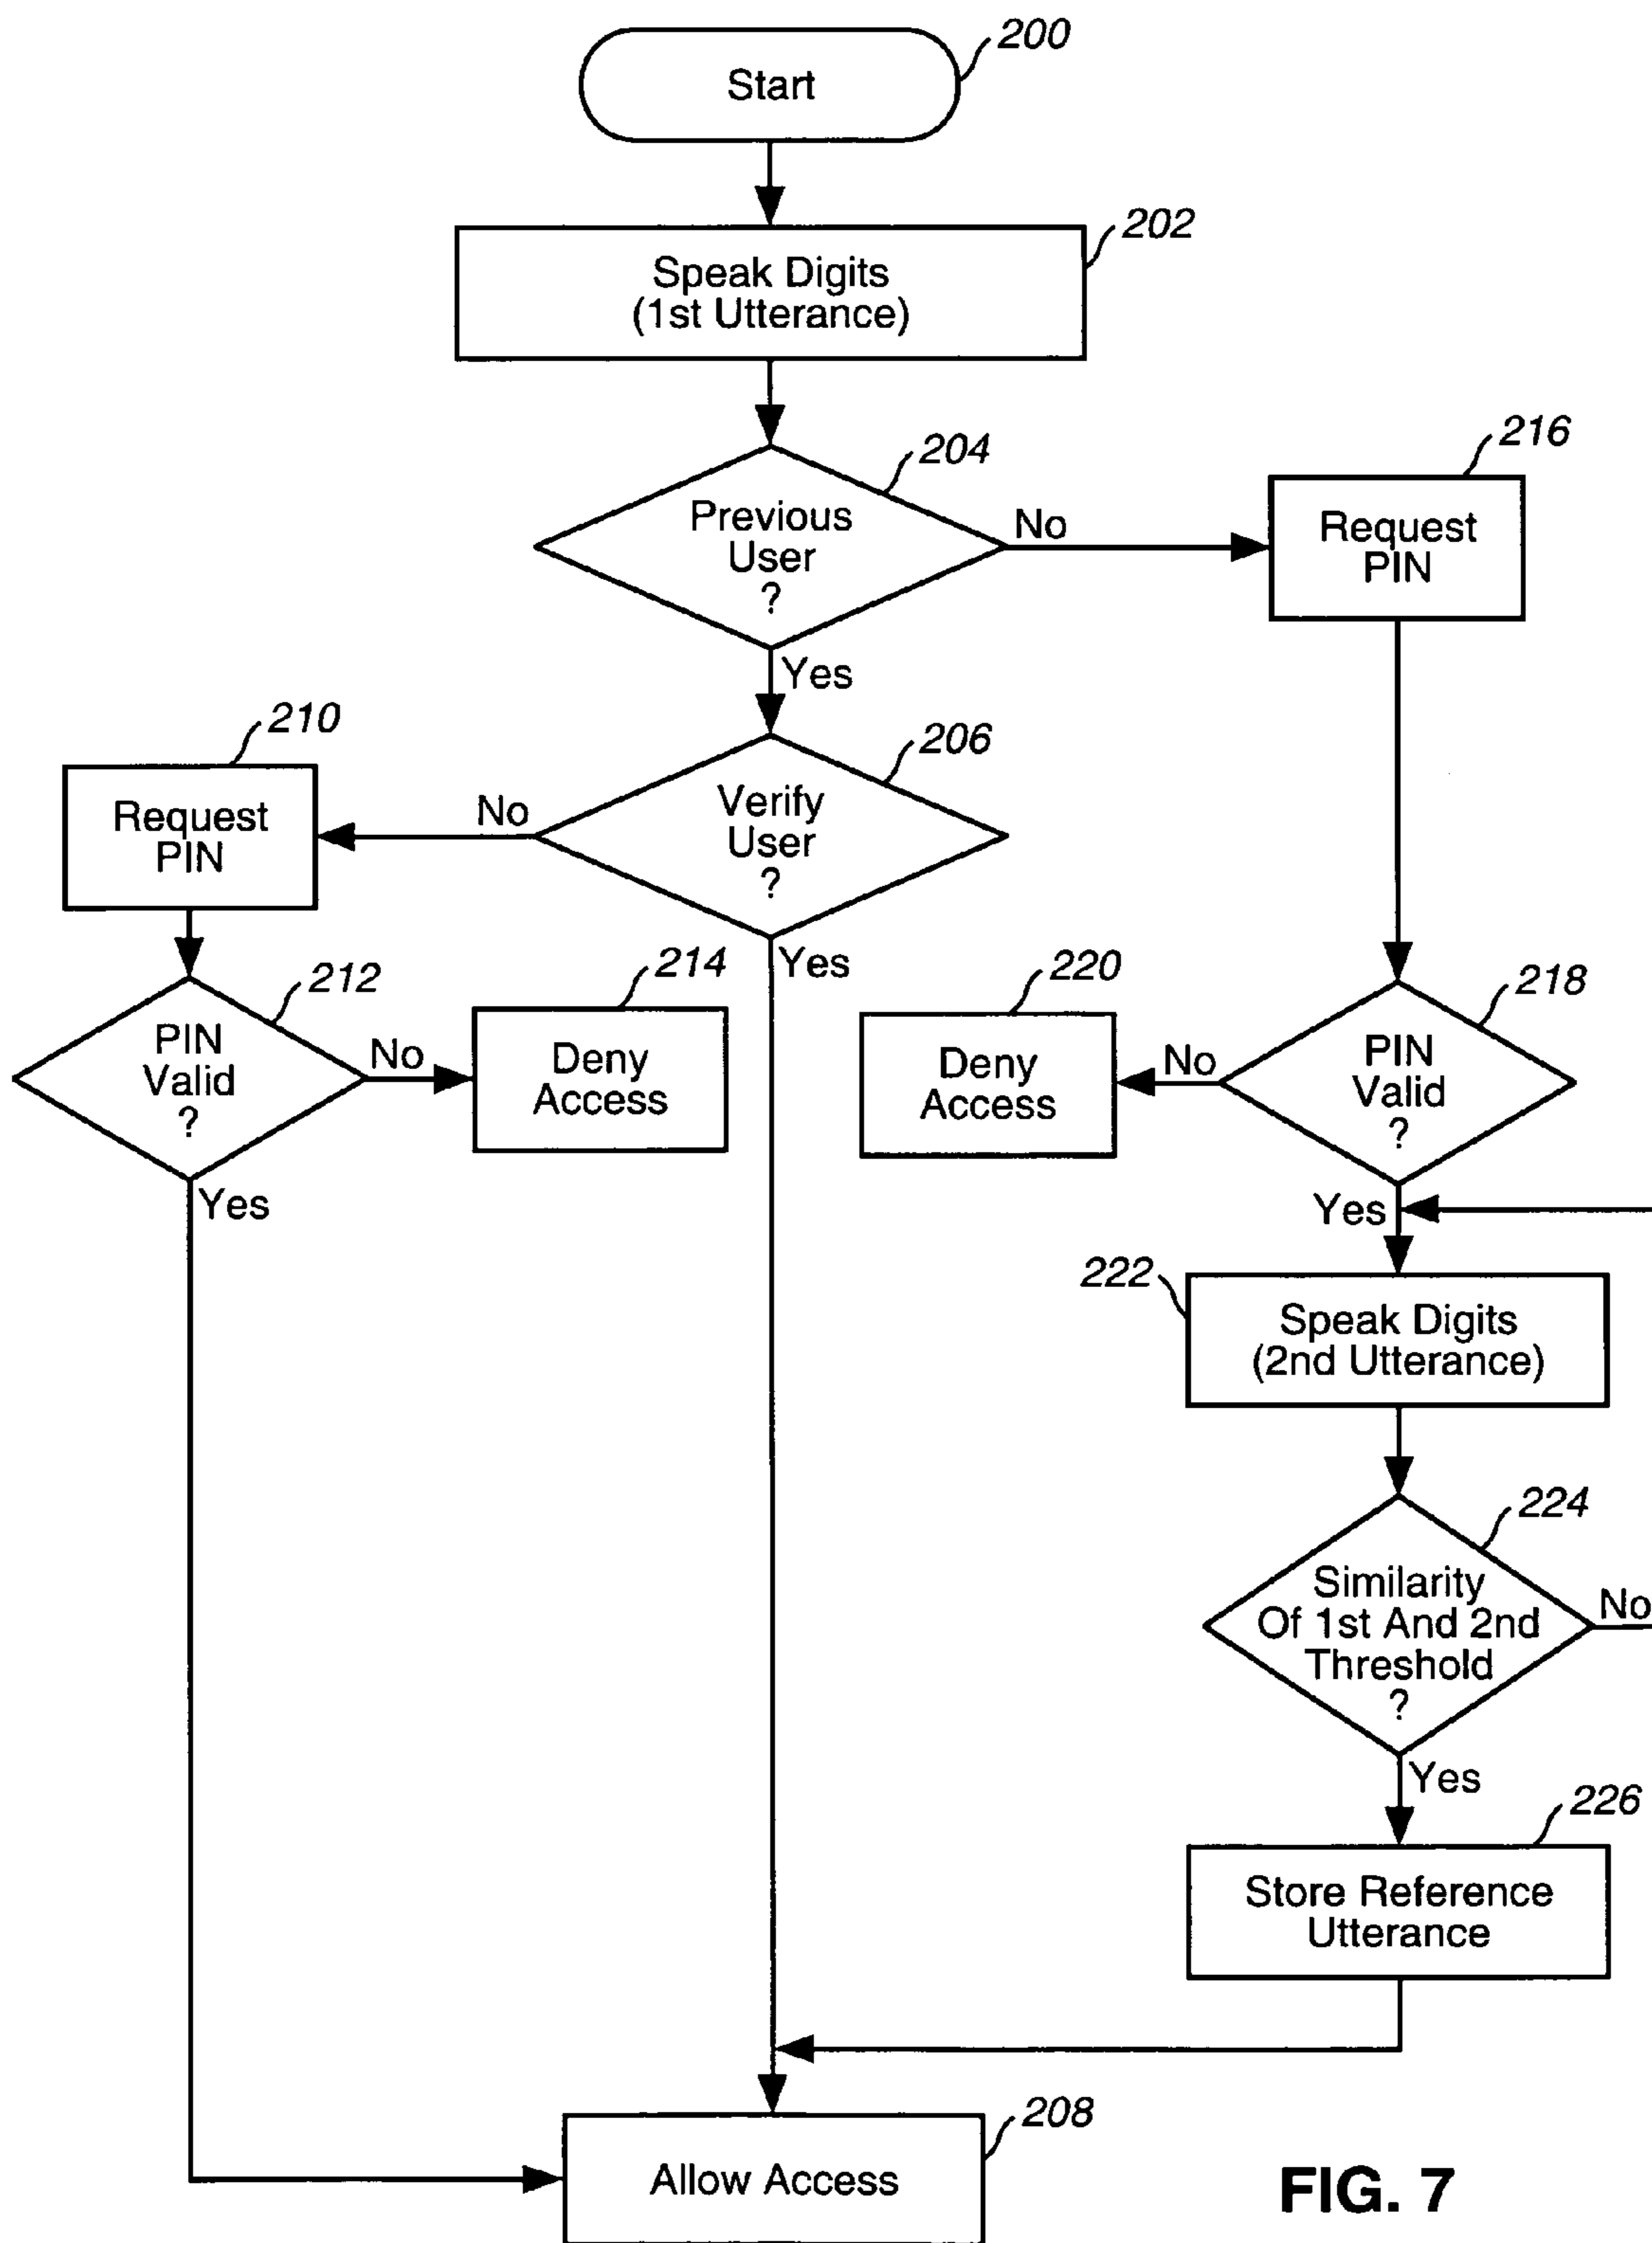 200
Start
202
Speak Digits
(1st Utterance)
204
Previous
User
?
No
216
Request
PIN
Yes
210
Request
PIN
206
Verify
User
?
No
Yes
212
PIN
Valid
?
No
214
Deny
Access
220
Deny
Access
218
PIN
Valid
?
No
Yes
Yes
222
Speak Digits
(2nd Utterance)
224
Similarity
Of 1st And 2nd
Threshold
?
No
Yes
226
Store Reference
Utterance
208
Allow Access
FIG. 7